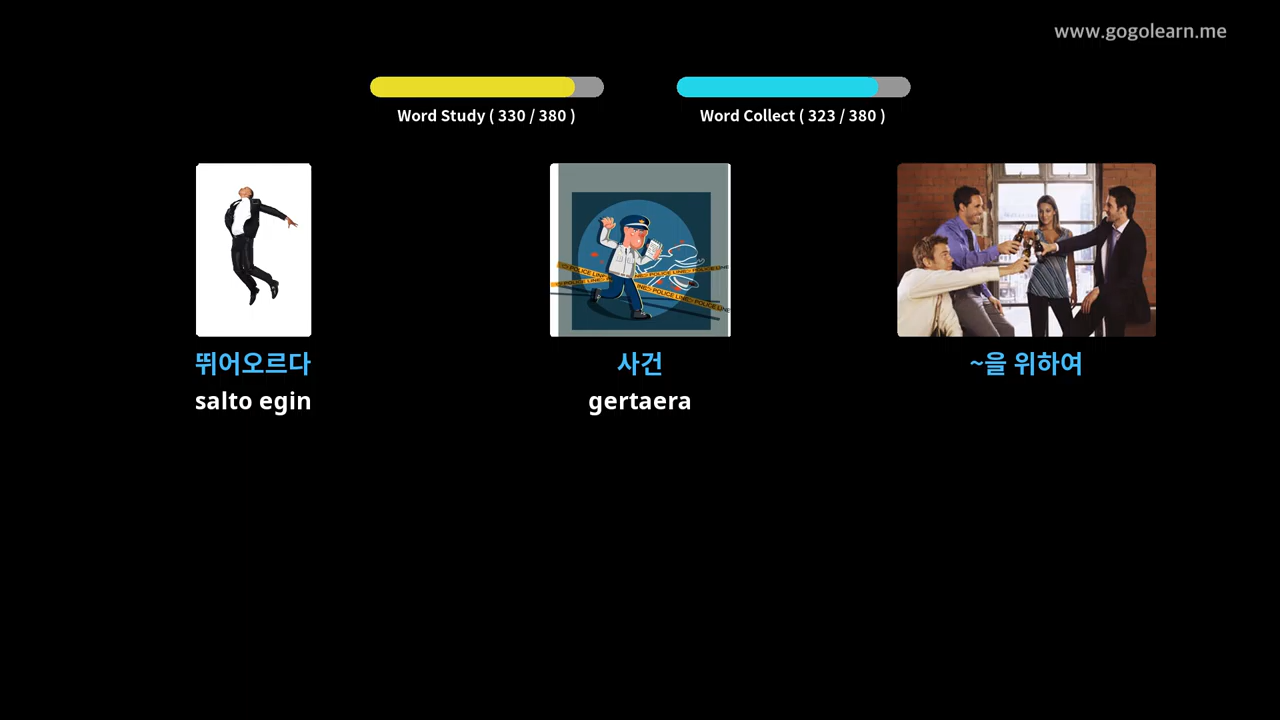 www.gogolearn.me
Word Study ( 330 / 380 )
Word Collect ( 323 / 380 )
뛰어오르다
salto egin
사건
gertaera
~을 위하여